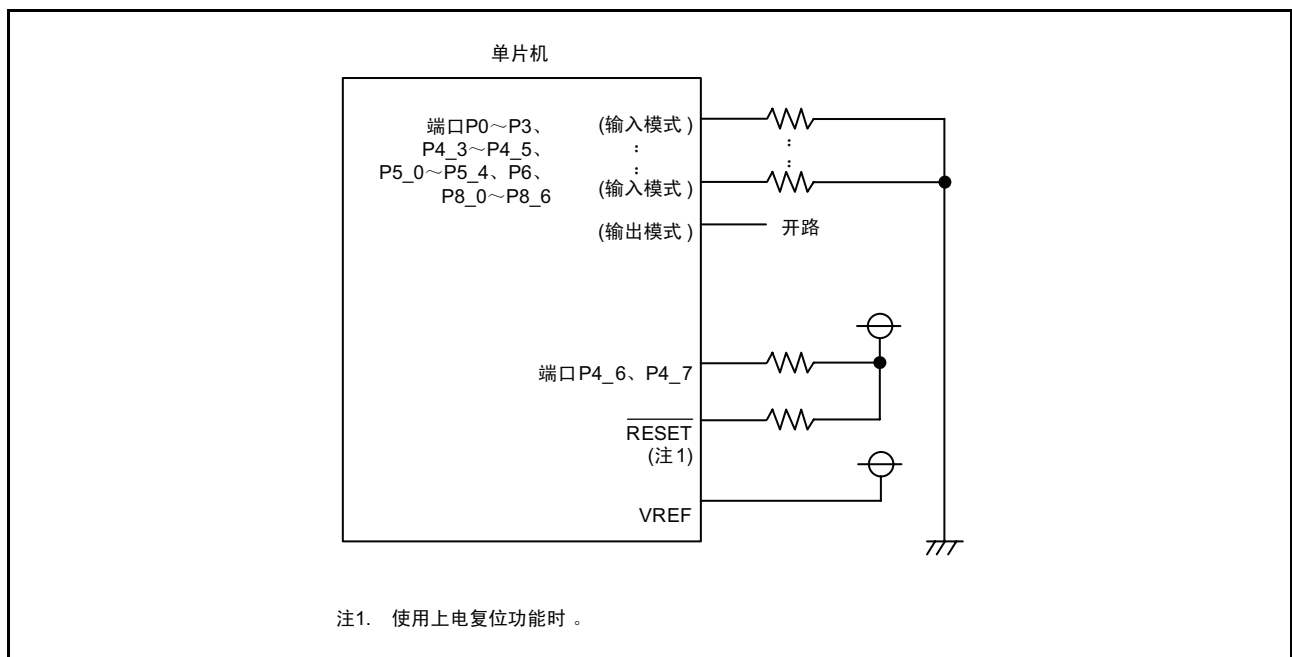 单片机
端口P0～P3、
P4_3～P4_5、
P5_0～P5_4、P6、
P8_0～P8_6
(输入模式)
:
:
(输入模式)
(输出模式)
:
:
开路
端口P4_6、P4_7
RESET
(注1)
VREF
注1. 使用上电复位功能时。